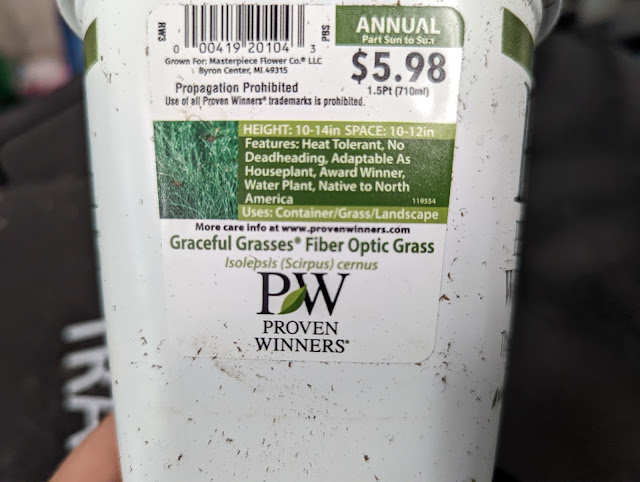 RW3
0 00419 20104 3
PBS
Grown For: Masterpiece Flower Co.® LLC
Byron Center, MI 49315
Propagation Prohibited
Use of all Proven Winners® trademarks is prohibited.
ANNUAL
Part Sun to Sun
$5.98
1.5Pt (710ml)
HEIGHT: 10-14in SPACE: 10-12in
Features: Heat Tolerant, No
Deadheading, Adaptable As
Houseplant, Award Winner,
Water Plant, Native to North
America
119554
Uses: Container/Grass/Landscape
More care info at www.provenwinners.com
Graceful Grasses® Fiber Optic Grass
Isolepsis (Scirpus) cernus
PW
PROVEN
WINNERS®
TRA